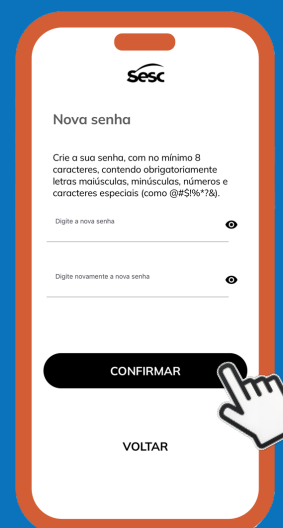 Sesc
Nova senha
Crie a sua senha, com no mínimo 8
caracteres, contendo obrigatoriamente
letras maiúsculas, minúsculas, números e
caracteres especiais (como @#$!%*?&).
Digite a nova senha
Digite novamente a nova senha
CONFIRMAR
VOLTAR